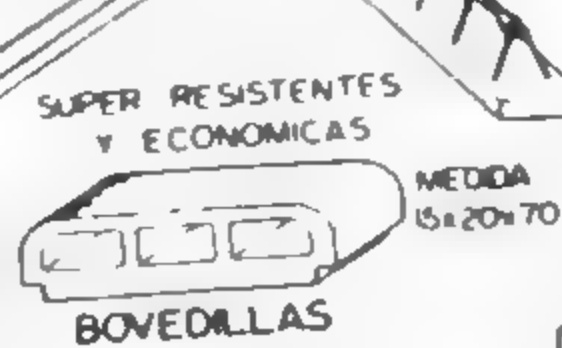 SUPER RESISTENTES
Y ECONOMICAS
MEDIDA
15x20x70
BOVEDILLAS